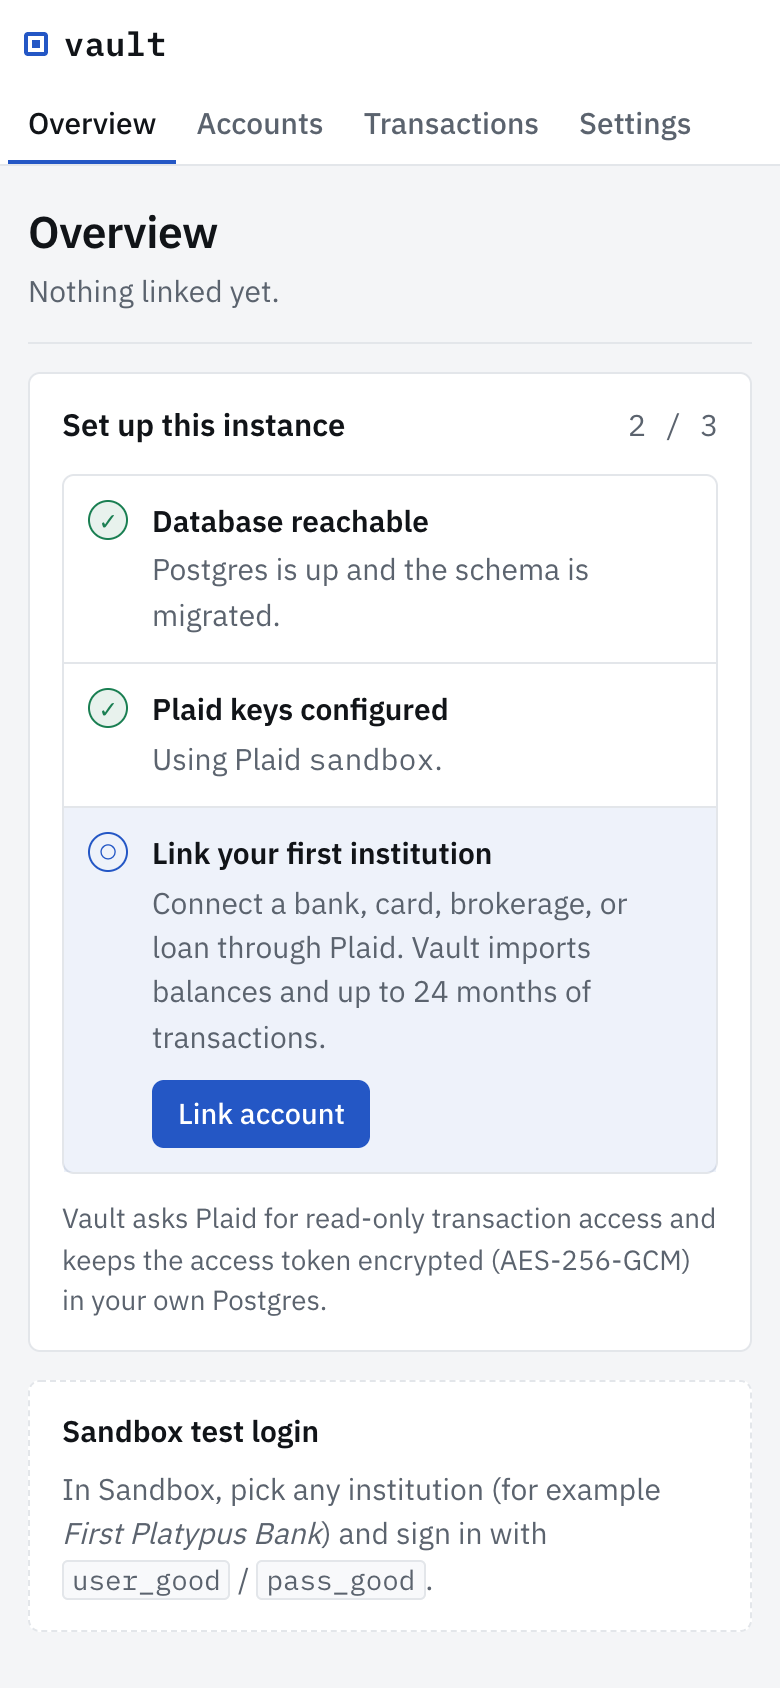 vault
Overview Accounts Transactions Settings
Overview
Nothing linked yet.
Set up this instance 2 / 3
✓ Database reachable
Postgres is up and the schema is
migrated.
✓ Plaid keys configured
Using Plaid sandbox.
Link your first institution
Connect a bank, card, brokerage, or
loan through Plaid. Vault imports
balances and up to 24 months of
transactions.
Link account
Vault asks Plaid for read-only transaction access and
keeps the access token encrypted (AES-256-GCM)
in your own Postgres.
Sandbox test login
In Sandbox, pick any institution (for example
First Platypus Bank) and sign in with
user_good / pass_good.